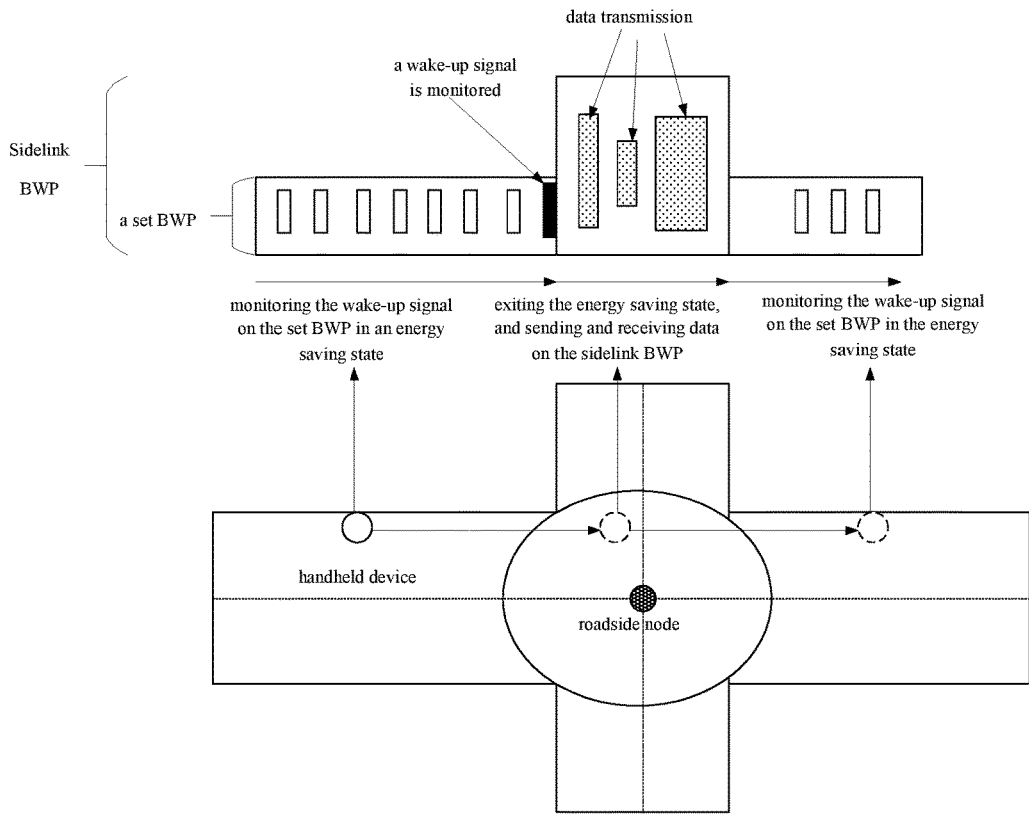 data transmission
a wake-up signal
is monitored
Sidelink
BWP
a set BWP
monitoring the wake-up signal
on the set BWP in an energy
saving state
exiting the energy saving state,
and sending and receiving data
on the sidelink BWP
monitoring the wake-up signal
on the set BWP in the energy
saving state
handheld device
roadside node